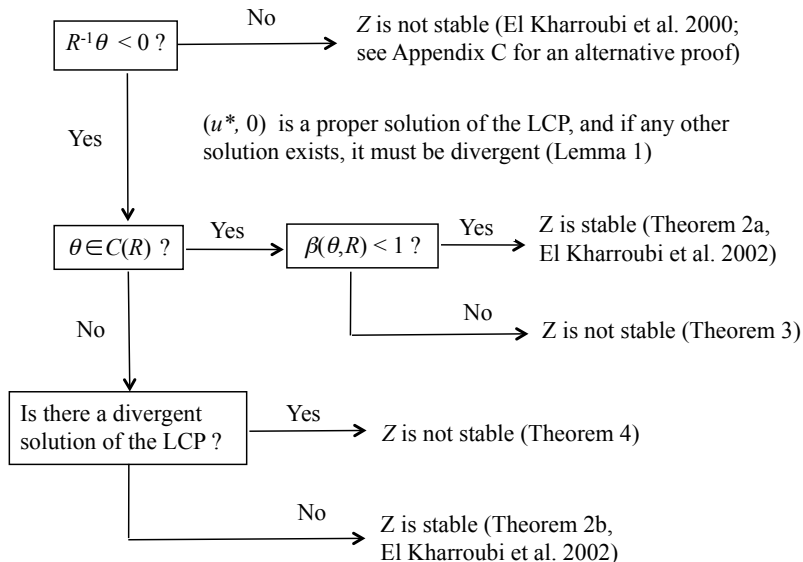 R⁻¹θ < 0 ?
No
Z is not stable (El Kharroubi et al. 2000;
see Appendix C for an alternative proof)
Yes
(u*, 0) is a proper solution of the LCP, and if any other
solution exists, it must be divergent (Lemma 1)
θ∈C(R) ?
Yes
β(θ,R) < 1 ?
Yes
Z is stable (Theorem 2a,
El Kharroubi et al. 2002)
No
No
Z is not stable (Theorem 3)
Is there a divergent
solution of the LCP ?
Yes
Z is not stable (Theorem 4)
No
Z is stable (Theorem 2b,
El Kharroubi et al. 2002)